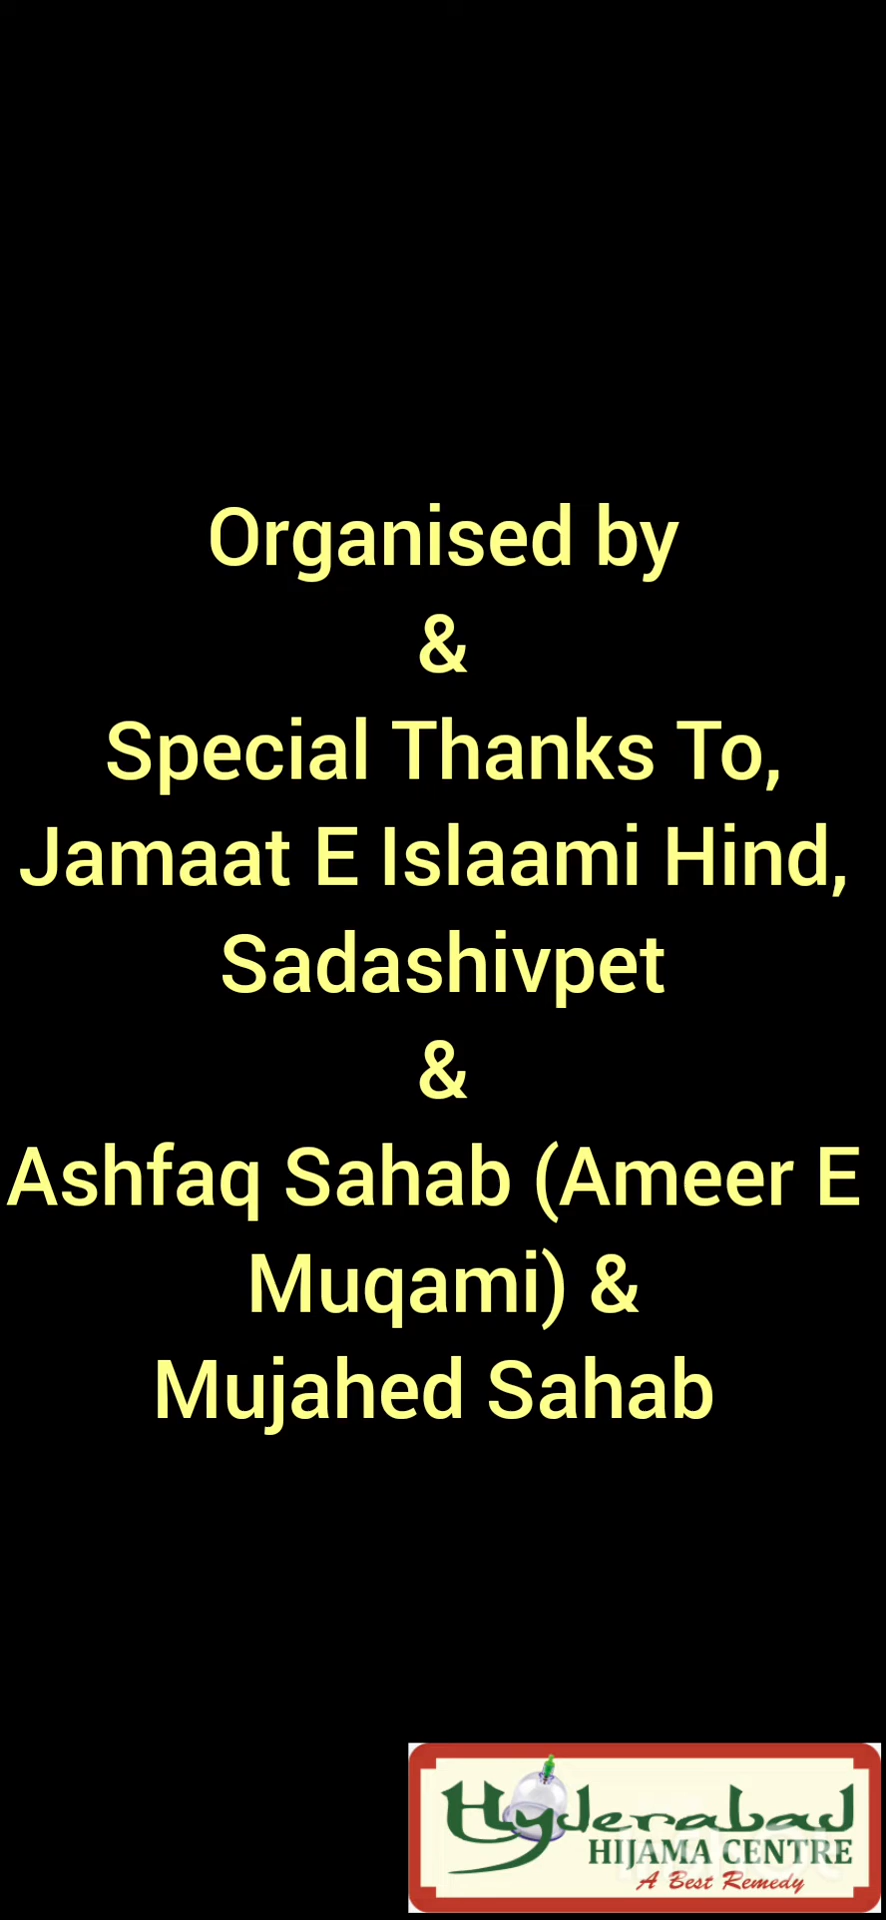 Organised by
&
Special Thanks To,
Jamaat E Islaami Hind,
Sadashivpet
&
Ashfaq Sahab (Ameer E
Muqami) &
Mujahed Sahab
Hyderabad
HIJAMA CENTRE
A Best Remedy